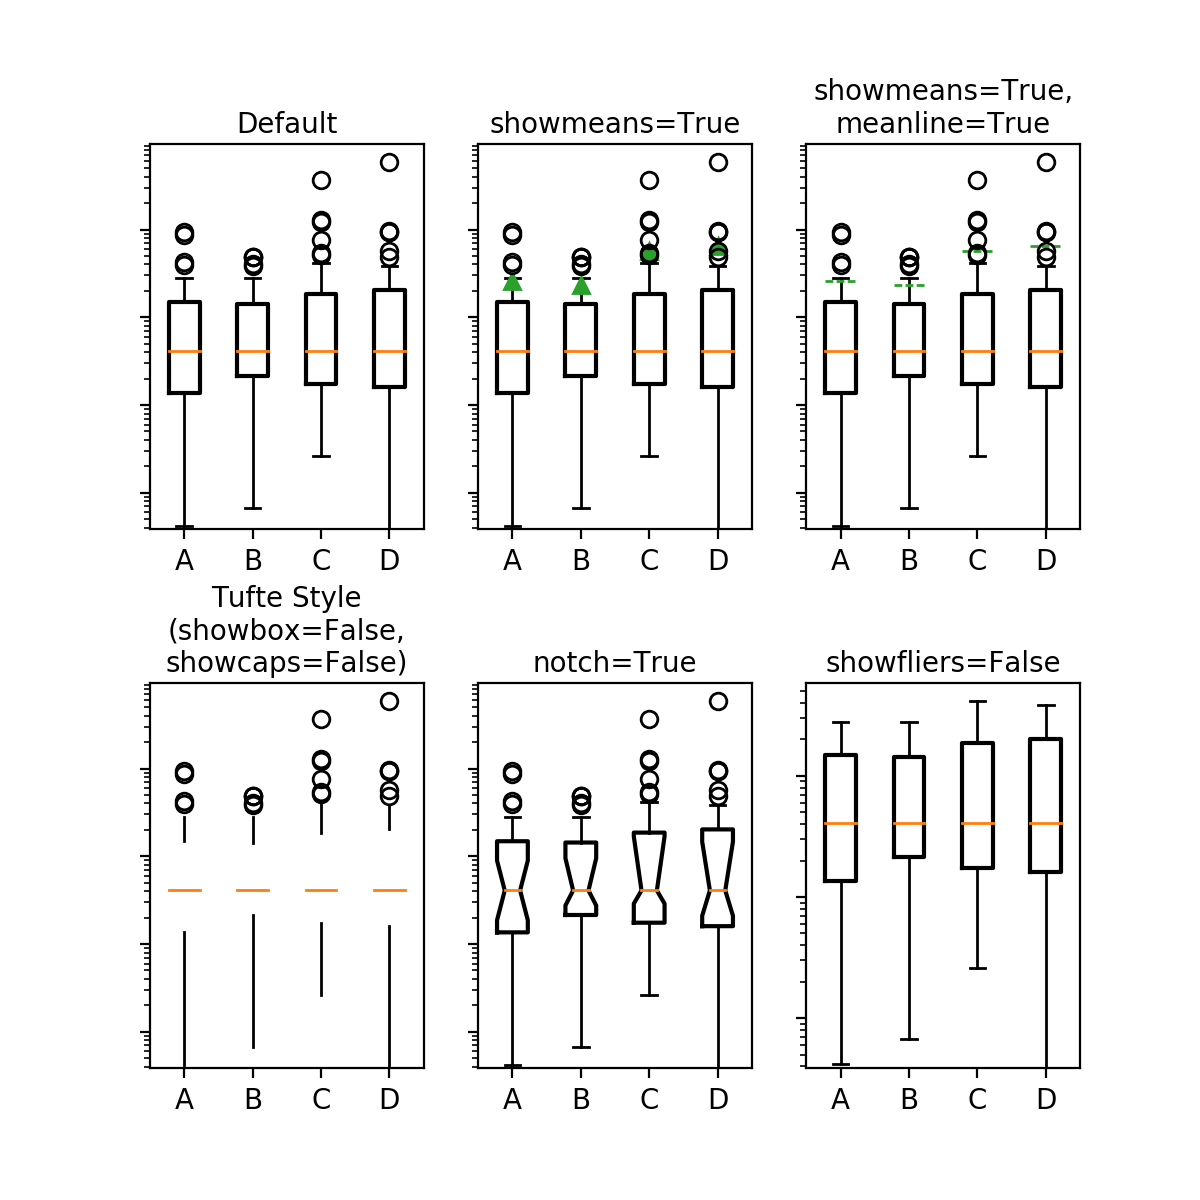 Default
showmeans=True
showmeans=True,
meanline=True
A B C D
A B C D
A B C D
Tufte Style
(showbox=False,
showcaps=False)
notch=True
showfliers=False
A B C D
A B C D
A B C D